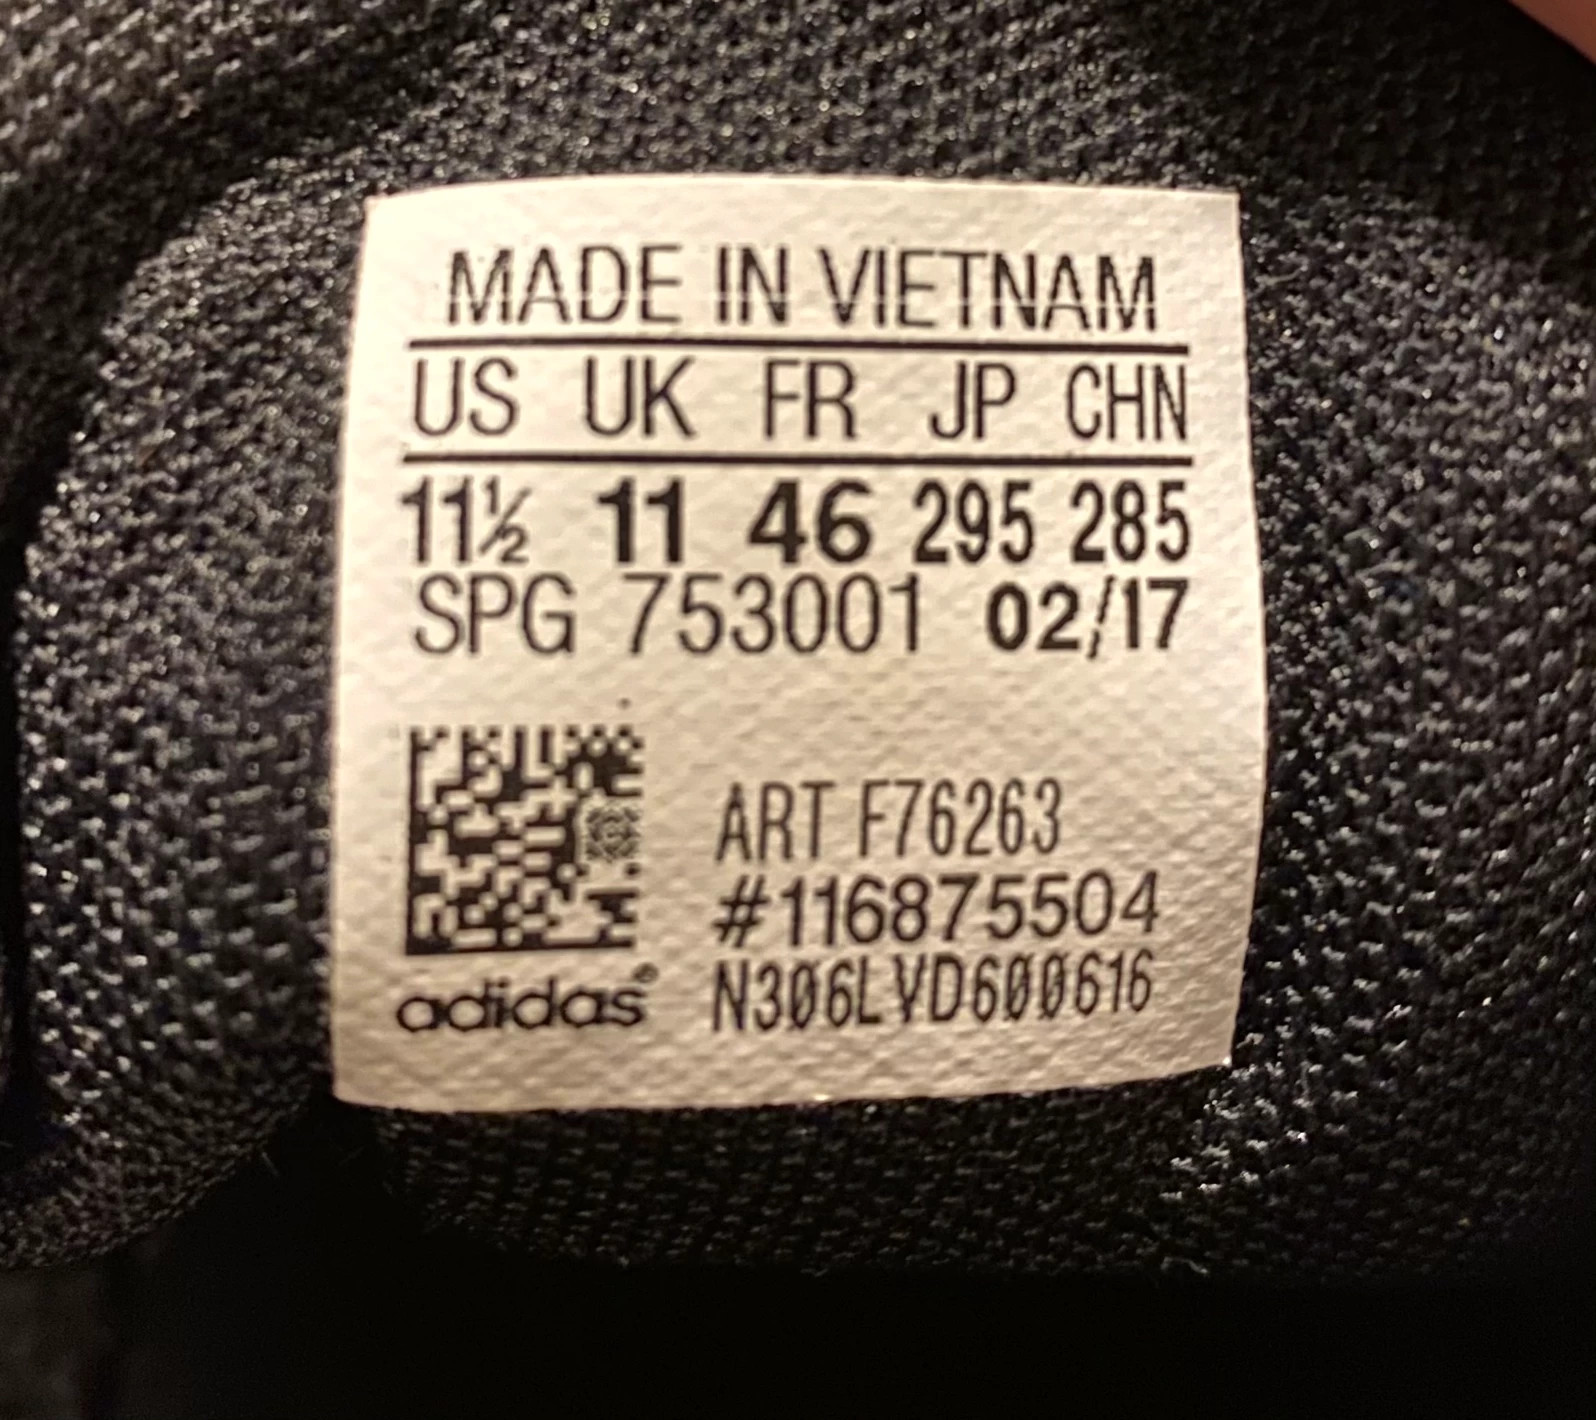 MADE IN VIETNAM
US UK FR JP CHN
11½ 11 46 295 285
SPG 753001 02/17
ART F76263
#116875504
adidas® N306LVD600616